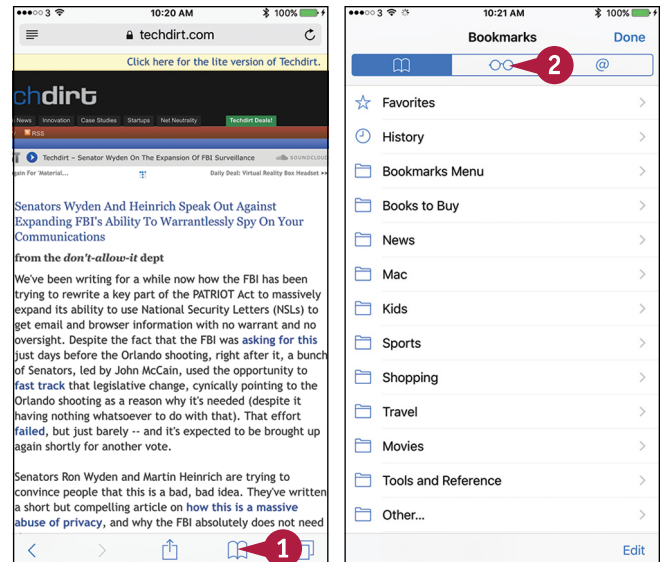 3 10:20 AM 100%
techdirt.com
Click here for the lite version of Techdirt.
chdirt
News Innovation Case Studies Startups Net Neutrality Techdirt Deals!
RSS
Techdirt – Senator Wyden On The Expansion Of FBI Surveillance SOUNDCLOUD
gain For 'Material... Daily Deal: Virtual Reality Box Headset >>
Senators Wyden And Heinrich Speak Out Against
Expanding FBI's Ability To Warrantlessly Spy On Your
Communications
from the don't-allow-it dept
We've been writing for a while now how the FBI has been
trying to rewrite a key part of the PATRIOT Act to massively
expand its ability to use National Security Letters (NSLs) to
get email and browser information with no warrant and no
oversight. Despite the fact that the FBI was asking for this
just days before the Orlando shooting, right after it, a bunch
of Senators, led by John McCain, used the opportunity to
fast track that legislative change, cynically pointing to the
Orlando shooting as a reason why it's needed (despite it
having nothing whatsoever to do with that). That effort
failed, but just barely -- and it's expected to be brought up
again shortly for another vote.
Senators Ron Wyden and Martin Heinrich are trying to
convince people that this is a bad, bad idea. They've written
a short but compelling article on how this is a massive
abuse of privacy, and why the FBI absolutely does not need
1
3 10:21 AM 100%
Bookmarks Done
2 @
Favorites
History
Bookmarks Menu
Books to Buy
News
Mac
Kids
Sports
Shopping
Travel
Movies
Tools and Reference
Other...
Edit